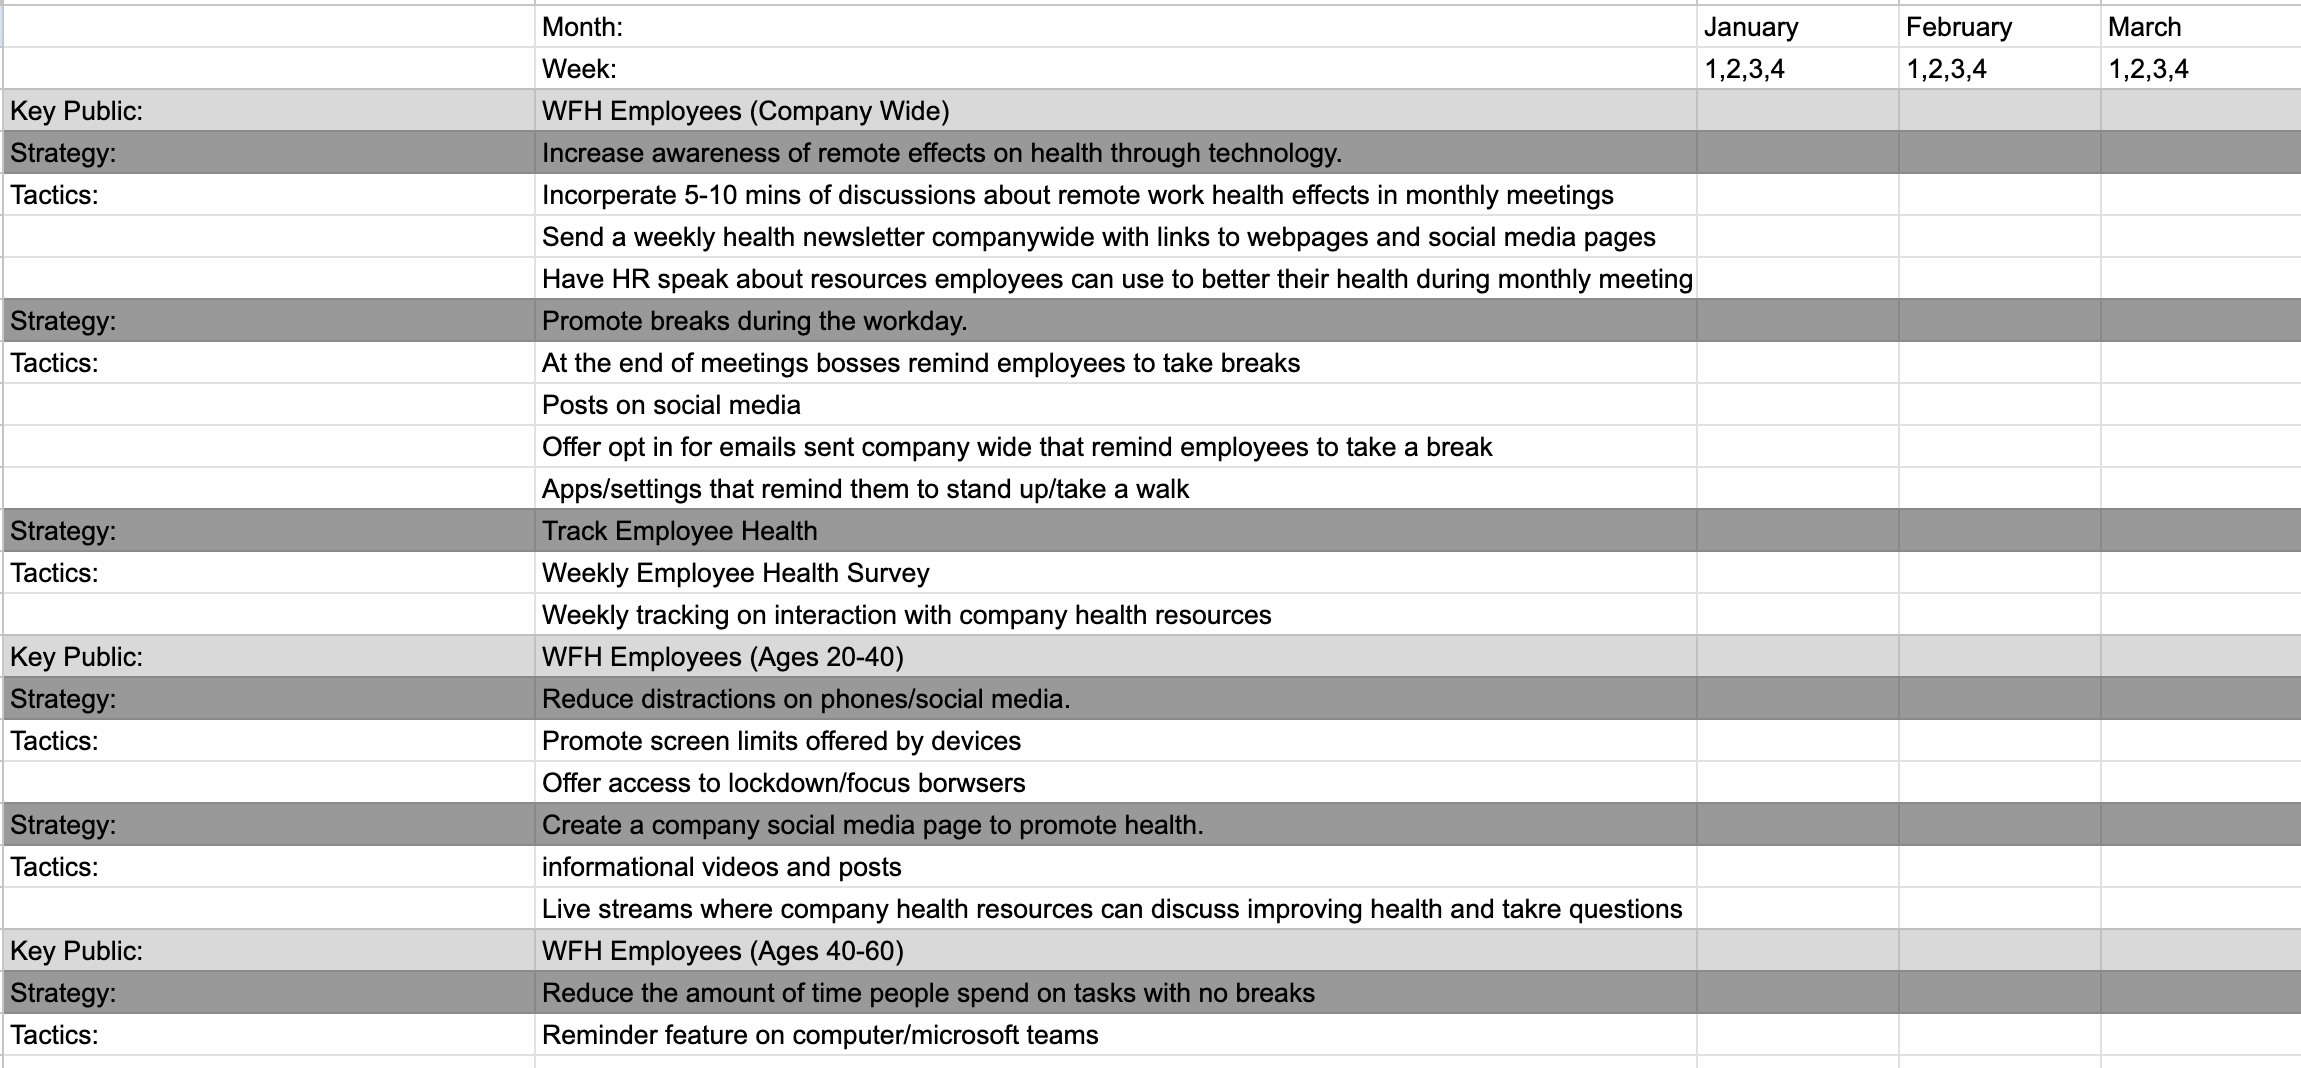 Month: January February March
Week: 1,2,3,4 1,2,3,4 1,2,3,4
Key Public: WFH Employees (Company Wide)
Strategy: Increase awareness of remote effects on health through technology.
Tactics: Incorperate 5-10 mins of discussions about remote work health effects in monthly meetings
Send a weekly health newsletter companywide with links to webpages and social media pages
Have HR speak about resources employees can use to better their health during monthly meeting
Strategy: Promote breaks during the workday.
Tactics: At the end of meetings bosses remind employees to take breaks
Posts on social media
Offer opt in for emails sent company wide that remind employees to take a break
Apps/settings that remind them to stand up/take a walk
Strategy: Track Employee Health
Tactics: Weekly Employee Health Survey
Weekly tracking on interaction with company health resources
Key Public: WFH Employees (Ages 20-40)
Strategy: Reduce distractions on phones/social media.
Tactics: Promote screen limits offered by devices
Offer access to lockdown/focus borwsers
Strategy: Create a company social media page to promote health.
Tactics: informational videos and posts
Live streams where company health resources can discuss improving health and takre questions
Key Public: WFH Employees (Ages 40-60)
Strategy: Reduce the amount of time people spend on tasks with no breaks
Tactics: Reminder feature on computer/microsoft teams